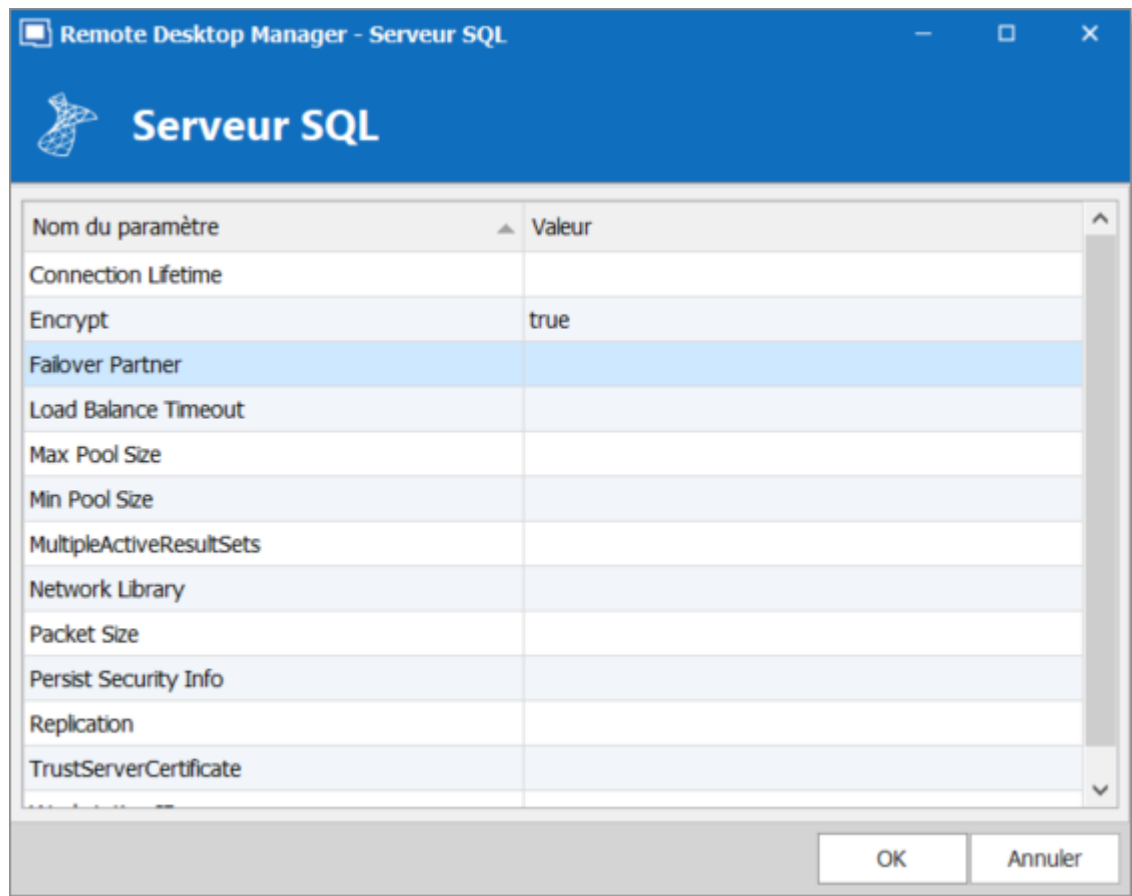 Remote Desktop Manager - Serveur SQL
Serveur SQL
Nom du paramètre Valeur
Connection Lifetime
Encrypt true
Failover Partner
Load Balance Timeout
Max Pool Size
Min Pool Size
MultipleActiveResultSets
Network Library
Packet Size
Persist Security Info
Replication
TrustServerCertificate
OK Annuler